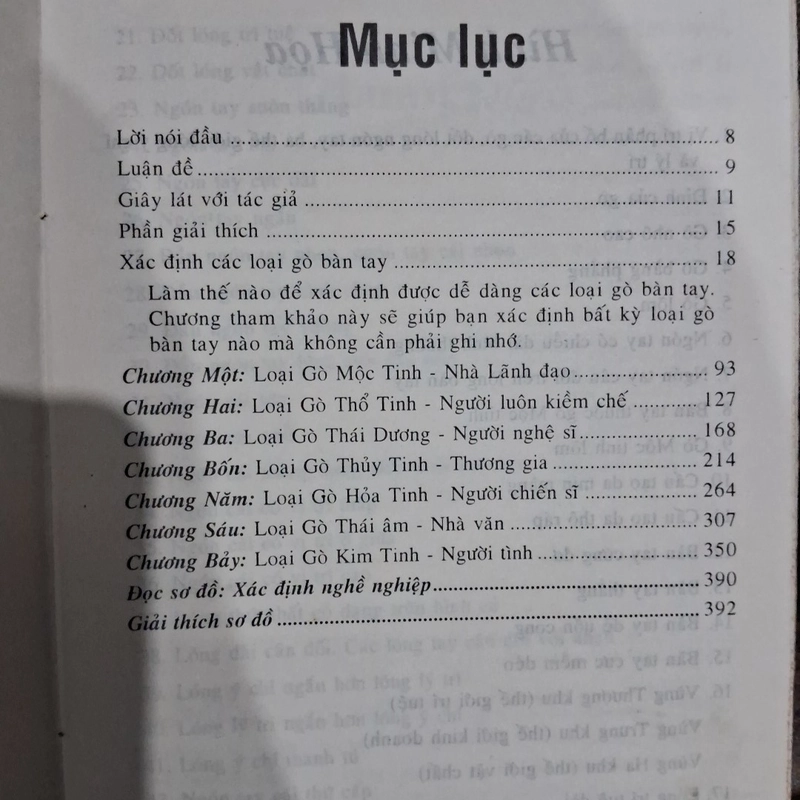 Mục lục
Lời nói đầu ........ 8
Luận đề ........ 9
Giây lát với tác giả ........ 11
Phần giải thích ........ 15
Xác định các loại gò bàn tay ........ 18
Làm thế nào để xác định được dễ dàng các loại gò bàn tay.
Chương tham khảo này sẽ giúp bạn xác định bất kỳ loại gò
bàn tay nào mà không cần phải ghi nhớ.
Chương Một: Loại Gò Mộc Tinh - Nhà Lãnh đạo ........ 93
Chương Hai: Loại Gò Thổ Tinh - Người luôn kiềm chế ........ 127
Chương Ba: Loại Gò Thái Dương - Người nghệ sĩ ........ 168
Chương Bốn: Loại Gò Thủy Tinh - Thương gia ........ 214
Chương Năm: Loại Gò Hỏa Tinh - Người chiến sĩ ........ 264
Chương Sáu: Loại Gò Thái âm - Nhà văn ........ 307
Chương Bảy: Loại Gò Kim Tinh - Người tình ........ 350
Đọc sơ đồ: Xác định nghề nghiệp ........ 390
Giải thích sơ đồ ........ 392